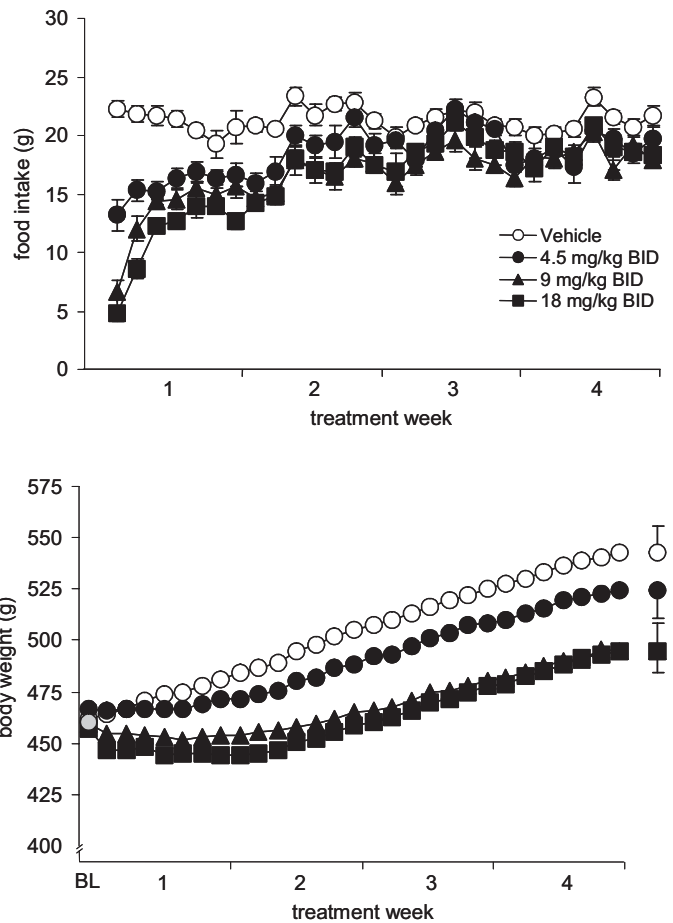 30
25
20
15
10
5
0
food intake (g)
Vehicle
4.5 mg/kg BID
9 mg/kg BID
18 mg/kg BID
1 2 3 4
treatment week
575
550
525
500
475
450
425
400
body weight (g)
BL 1 2 3 4
treatment week